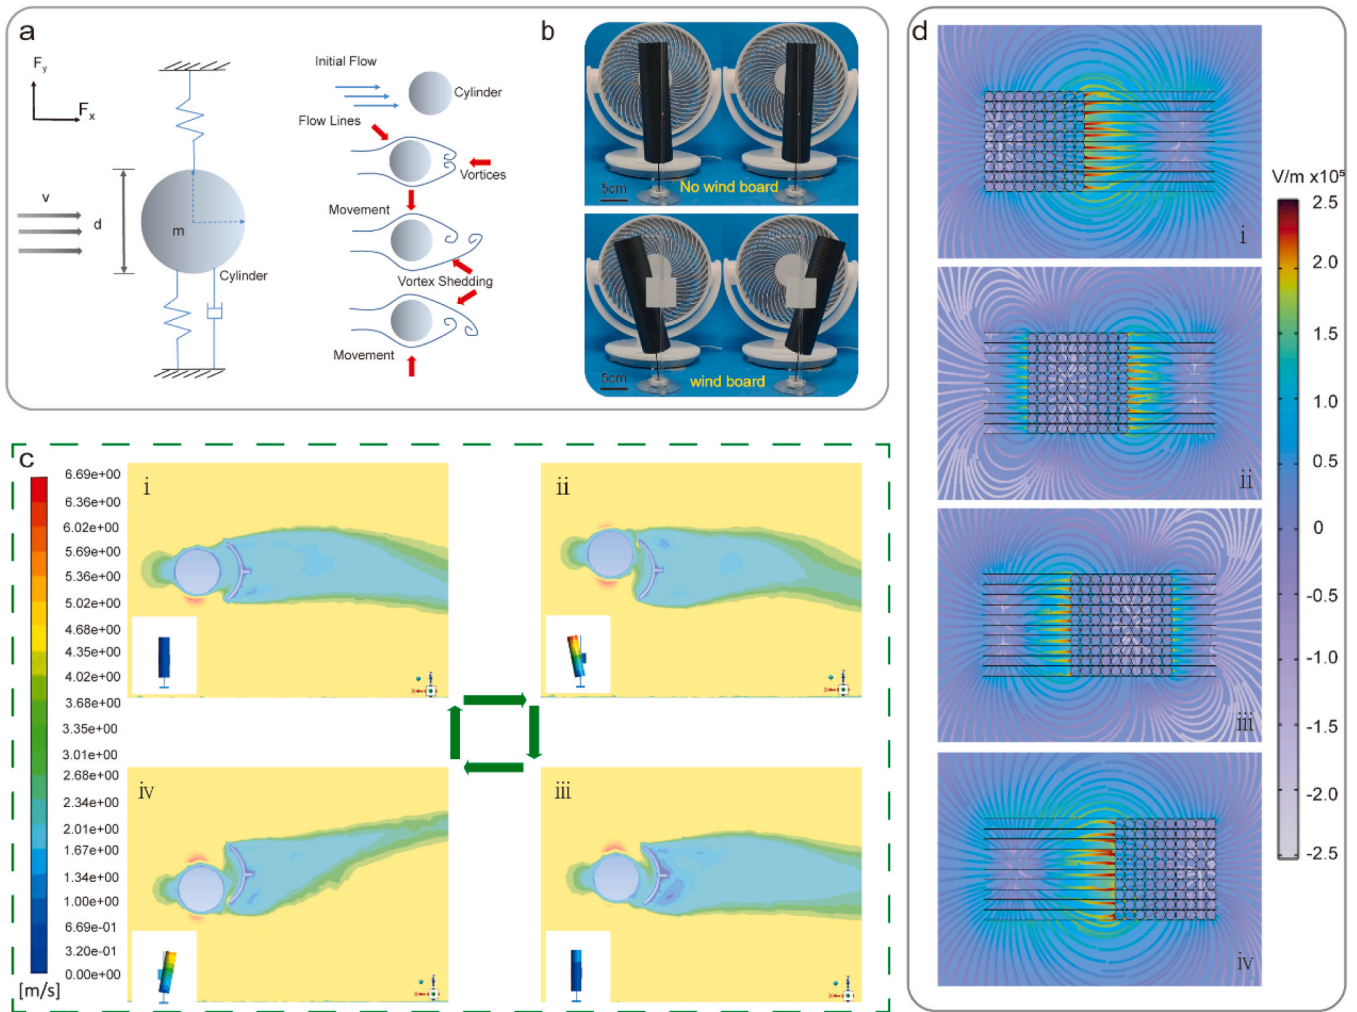 a
F_y
F_x
v
d
m
Cylinder
Initial Flow
Cylinder
Flow Lines
Vortices
Movement
Vortex Shedding
Movement
b
5cm
No wind board
5cm
wind board
c
6.69e+00
6.36e+00
6.02e+00
5.69e+00
5.36e+00
5.02e+00
4.68e+00
4.35e+00
4.02e+00
3.68e+00
3.35e+00
3.01e+00
2.68e+00
2.34e+00
2.01e+00
1.67e+00
1.34e+00
1.00e+00
6.69e-01
3.20e-01
0.00e+00
[m/s]
i
ii
iv
iii
d
i
ii
iii
iv
V/m x10⁵
2.5
2.0
1.5
1.0
0.5
0
-0.5
-1.0
-1.5
-2.0
-2.5